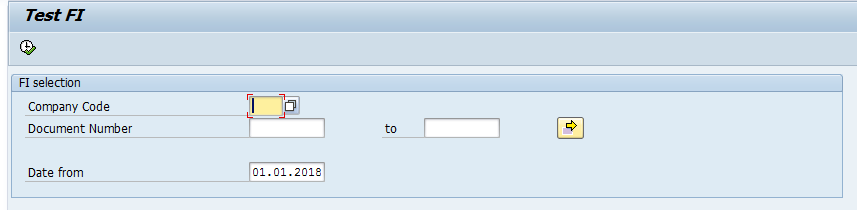 Test FI
FI selection
Company Code
Document Number to
Date from 01.01.2018